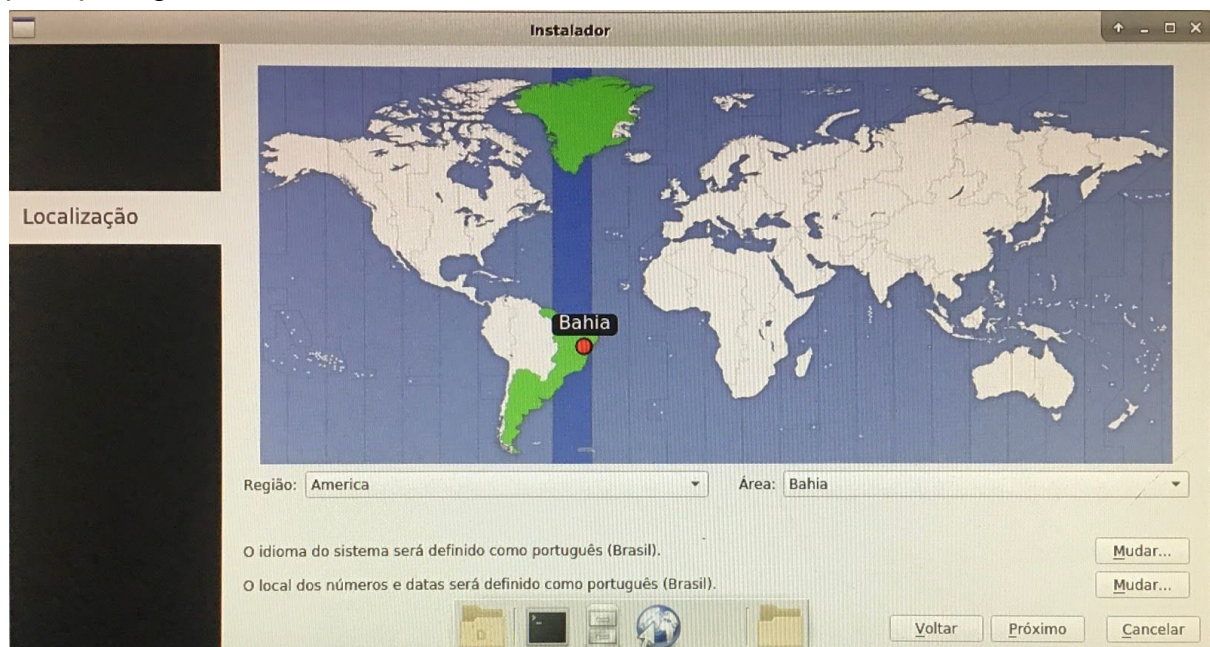 Instalador
Localização
Bahia
Região: America
Área: Bahia
O idioma do sistema será definido como português (Brasil).
Mudar...
O local dos números e datas será definido como português (Brasil).
Mudar...
Voltar
Próximo
Cancelar